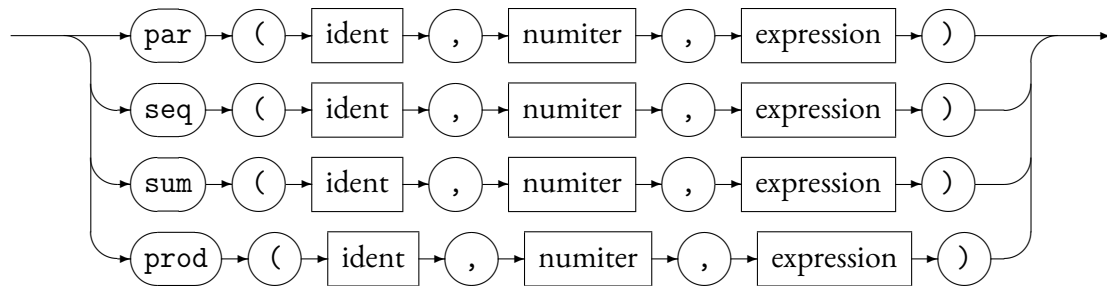 par ( ident , numiter , expression )
seq ( ident , numiter , expression )
sum ( ident , numiter , expression )
prod ( ident , numiter , expression )